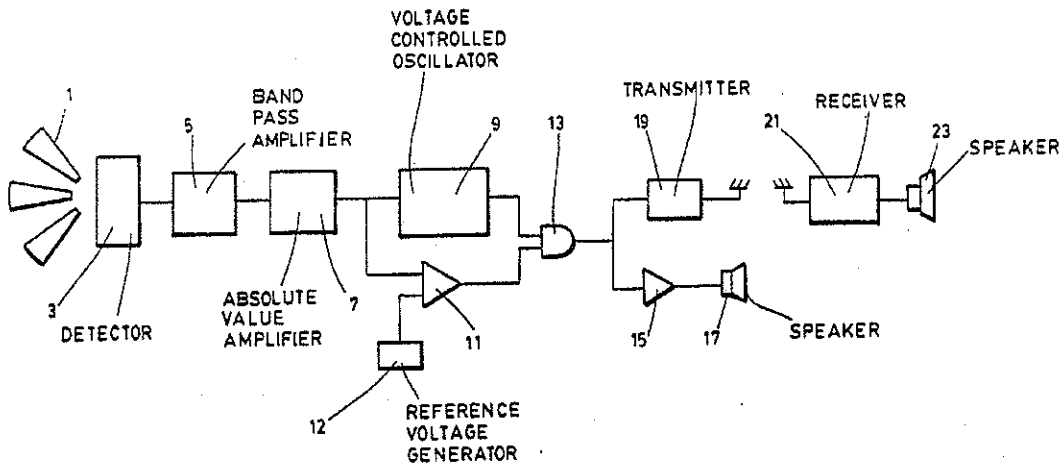 VOLTAGE
CONTROLLED
OSCILLATOR
1
BAND
PASS
AMPLIFIER
5
9
13
TRANSMITTER
19
RECEIVER
21
23
SPEAKER
3
DETECTOR
ABSOLUTE
VALUE
AMPLIFIER
7
11
15
17
SPEAKER
12
REFERENCE
VOLTAGE
GENERATOR